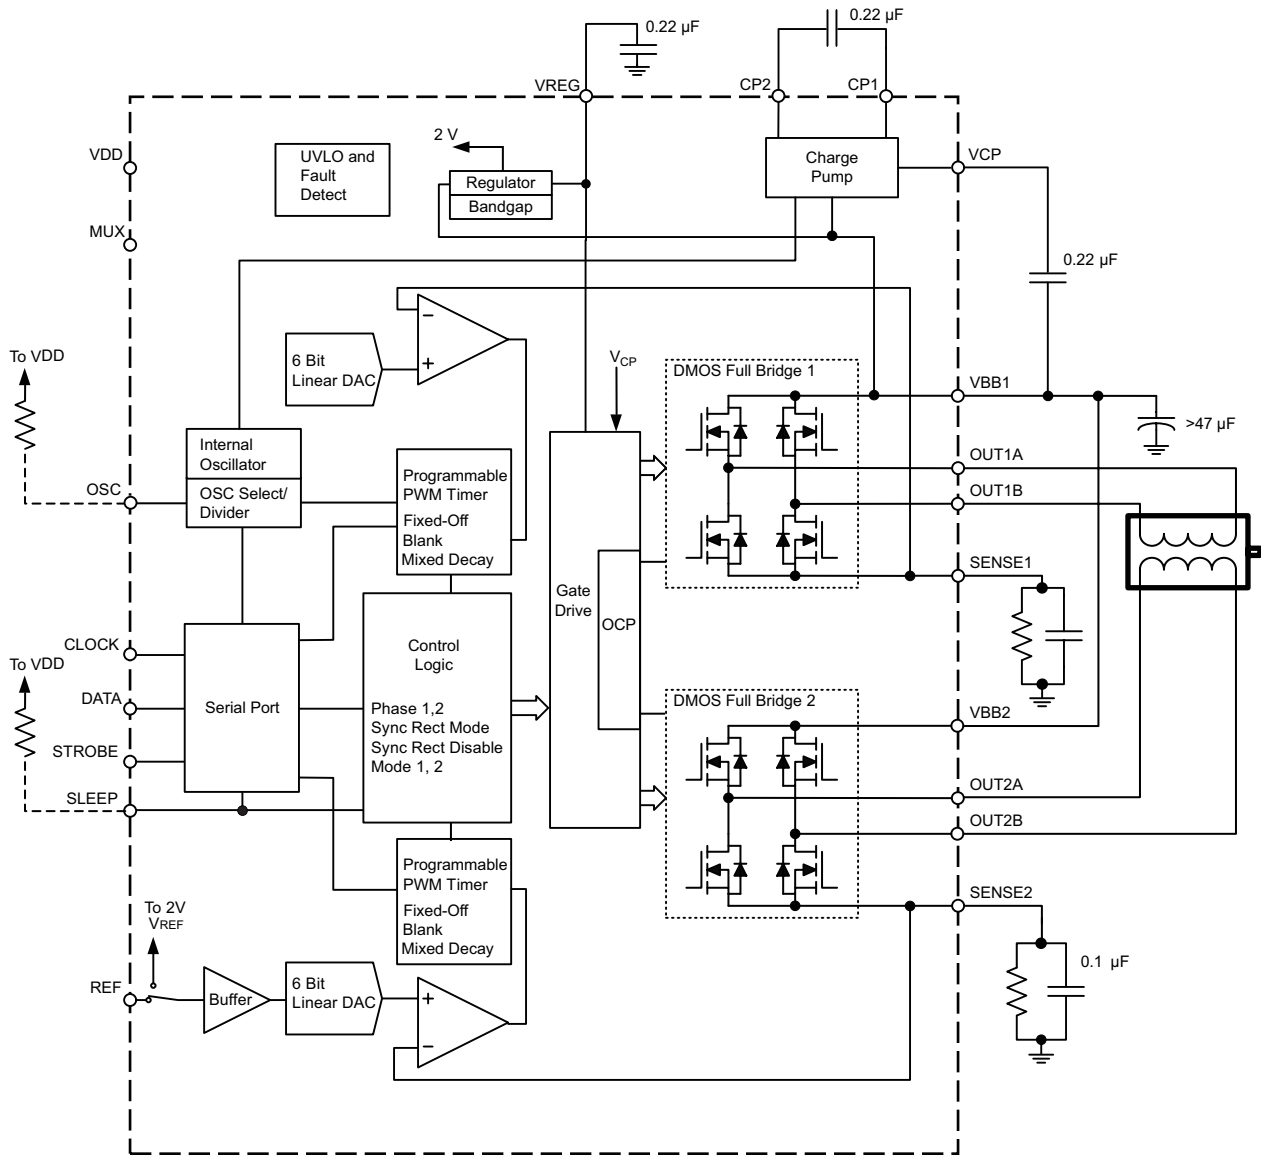 0.22 µF
0.22 µF
VREG
CP2
CP1
VDD
2 V
UVLO and
Fault
Detect
Regulator
Bandgap
Charge
Pump
VCP
MUX
0.22 µF
To VDD
6 Bit
Linear DAC
−
+
VCP
DMOS Full Bridge 1
VBB1
>47 µF
Internal
Oscillator
OSC Select/
Divider
OSC
Programmable
PWM Timer
Fixed-Off
Blank
Mixed Decay
OUT1A
OUT1B
SENSE1
Gate
Drive
OCP
CLOCK
To VDD
DATA
STROBE
SLEEP
Serial Port
Control
Logic
Phase 1,2
Sync Rect Mode
Sync Rect Disable
Mode 1, 2
DMOS Full Bridge 2
VBB2
OUT2A
OUT2B
Programmable
PWM Timer
Fixed-Off
Blank
Mixed Decay
SENSE2
To 2V
VREF
REF
Buffer
6 Bit
Linear DAC
+
−
0.1 µF